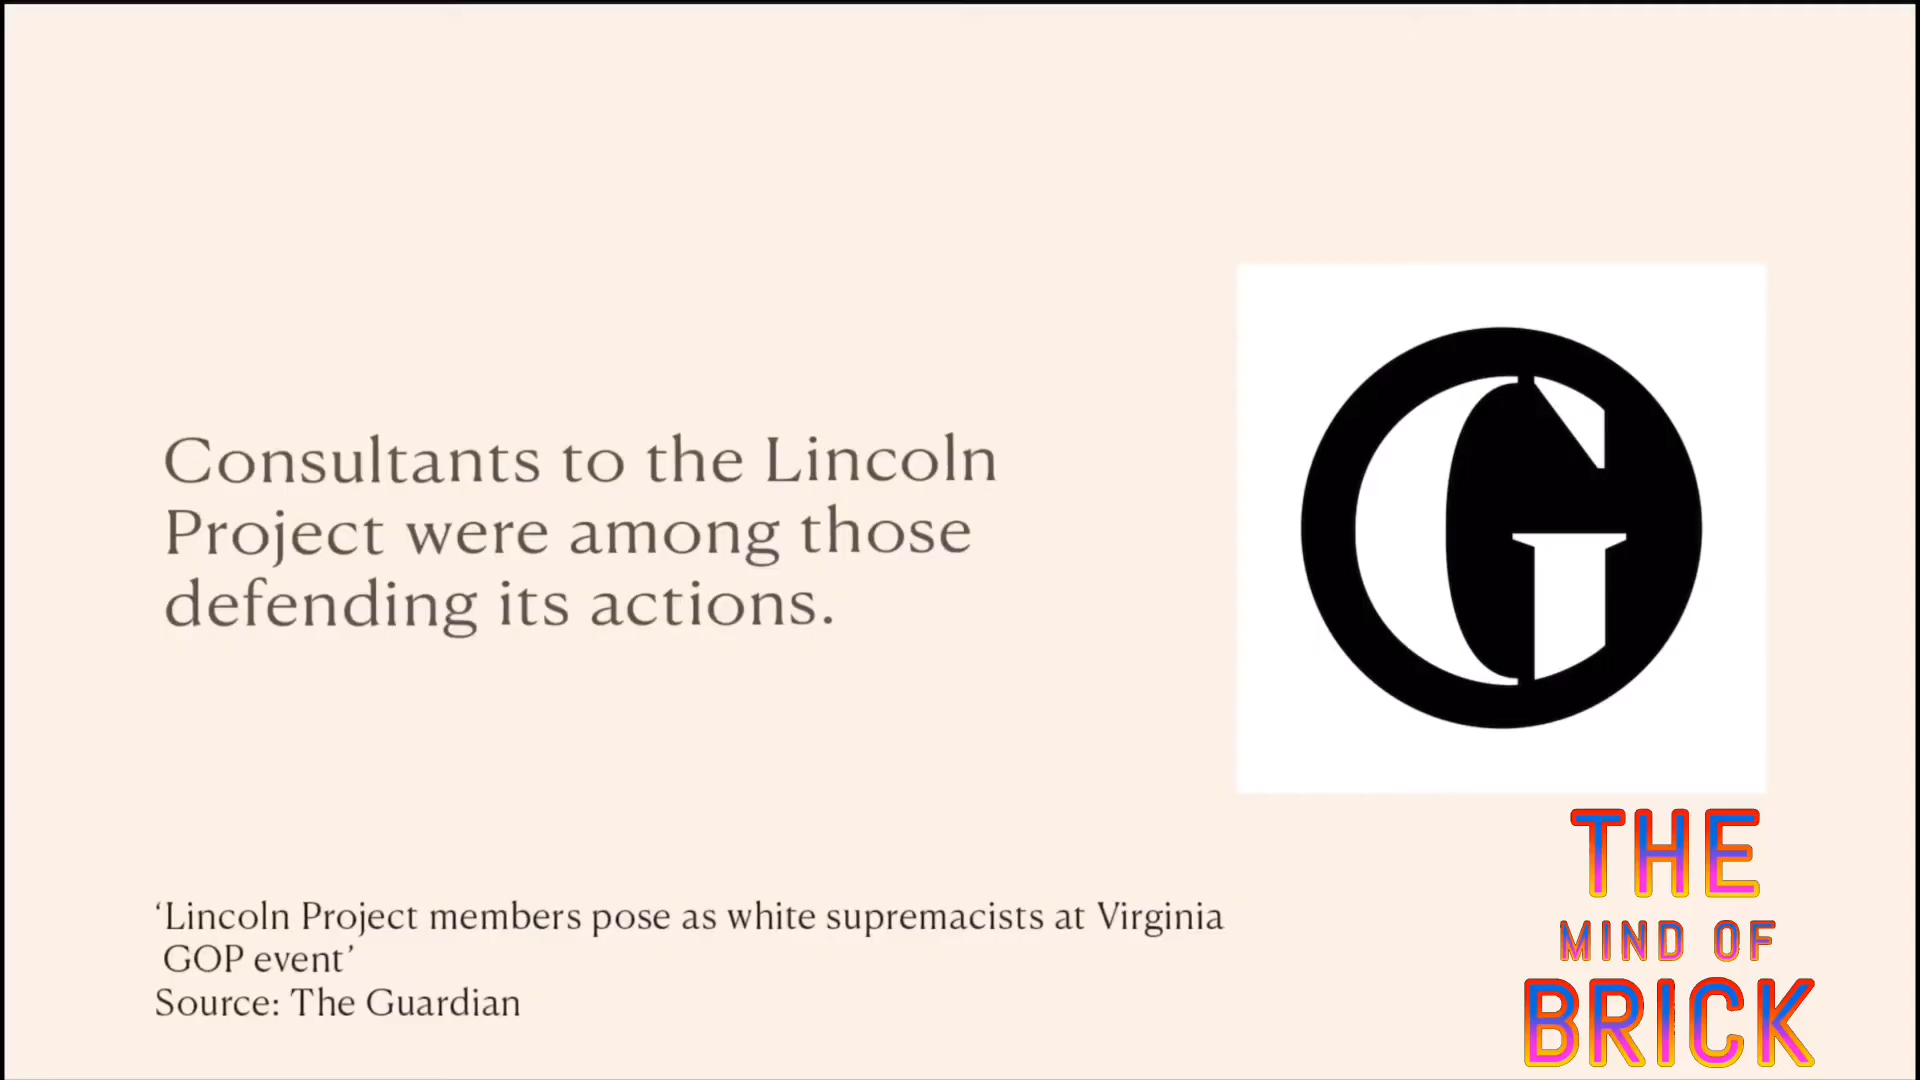 Consultants to the Lincoln
Project were among those
defending its actions.
G
‘Lincoln Project members pose as white supremacists at Virginia
GOP event’
Source: The Guardian
THE
MIND OF
BRICK